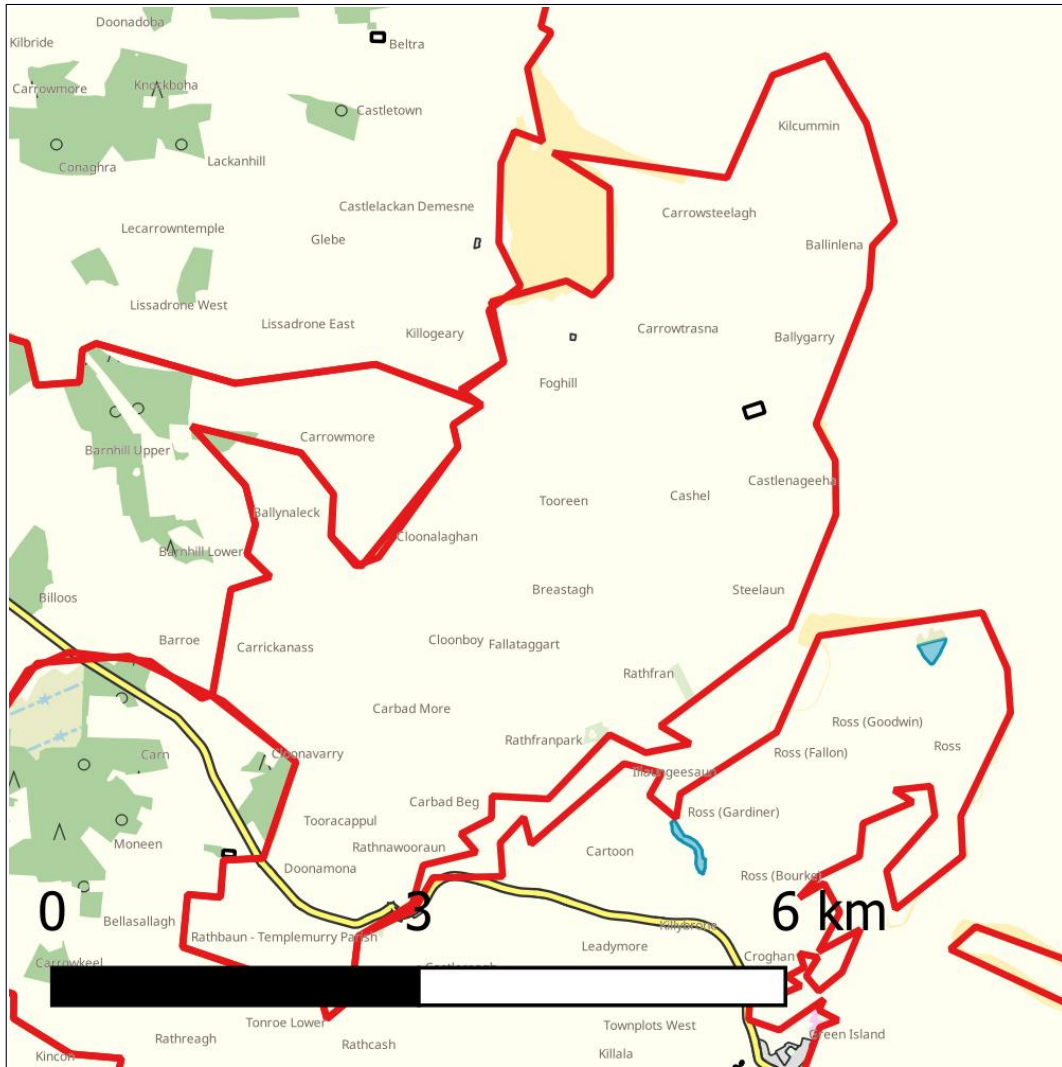 Doonadoba
Kilbride
Beltra
Carrowmore
Knockboha
Castletown
Kilcummin
Lackanhill
Conaghra
Castlelackan Demesne
Carrowsteelagh
Lecarrowntemple
Glebe
Ballinlena
Lissadrone West
Lissadrone East
Killogeary
Carrowtrasna
Ballygarry
Foghill
Carrowmore
Barnhill Upper
Castlenageeha
Cashel
Tooreen
Ballynaleck
Cloonalaghan
Barnhill Lower
Breastagh
Steelaun
Billoos
Barroe
Carrickanass
Cloonboy
Fallataggart
Rathfran
Carbad More
Ross (Goodwin)
Rathfranpark
Ross
Carn
Cloonavarry
Ross (Fallon)
Illaungeesaun
Carbad Beg
Ross (Gardiner)
Tooracappul
Moneen
Rathnawooraun
Cartoon
Doonamona
Ross (Bourke)
0
3
6 km
Bellasallagh
Killybrone
Rathbaun - Templemurry Parish
Leadymore
Croghan
Carrowkeel
Tonroe Lower
Townplots West
Green Island
Rathreagh
Rathcash
Killala
Kincon